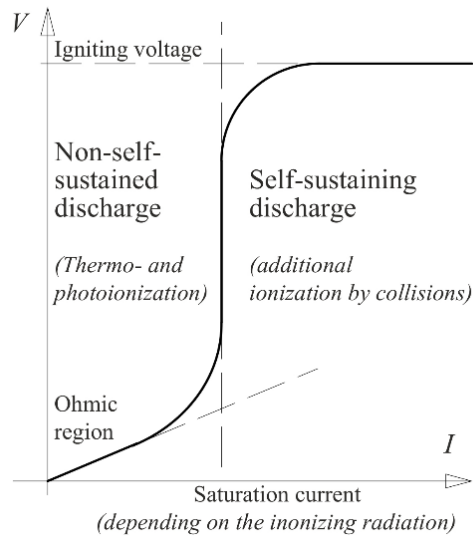 V
Igniting voltage
Non-self-
sustained
discharge
(Thermo- and
photoionization)
Self-sustaining
discharge
(additional
ionization by collisions)
Ohmic
region
I
Saturation current
(depending on the inonizing radiation)